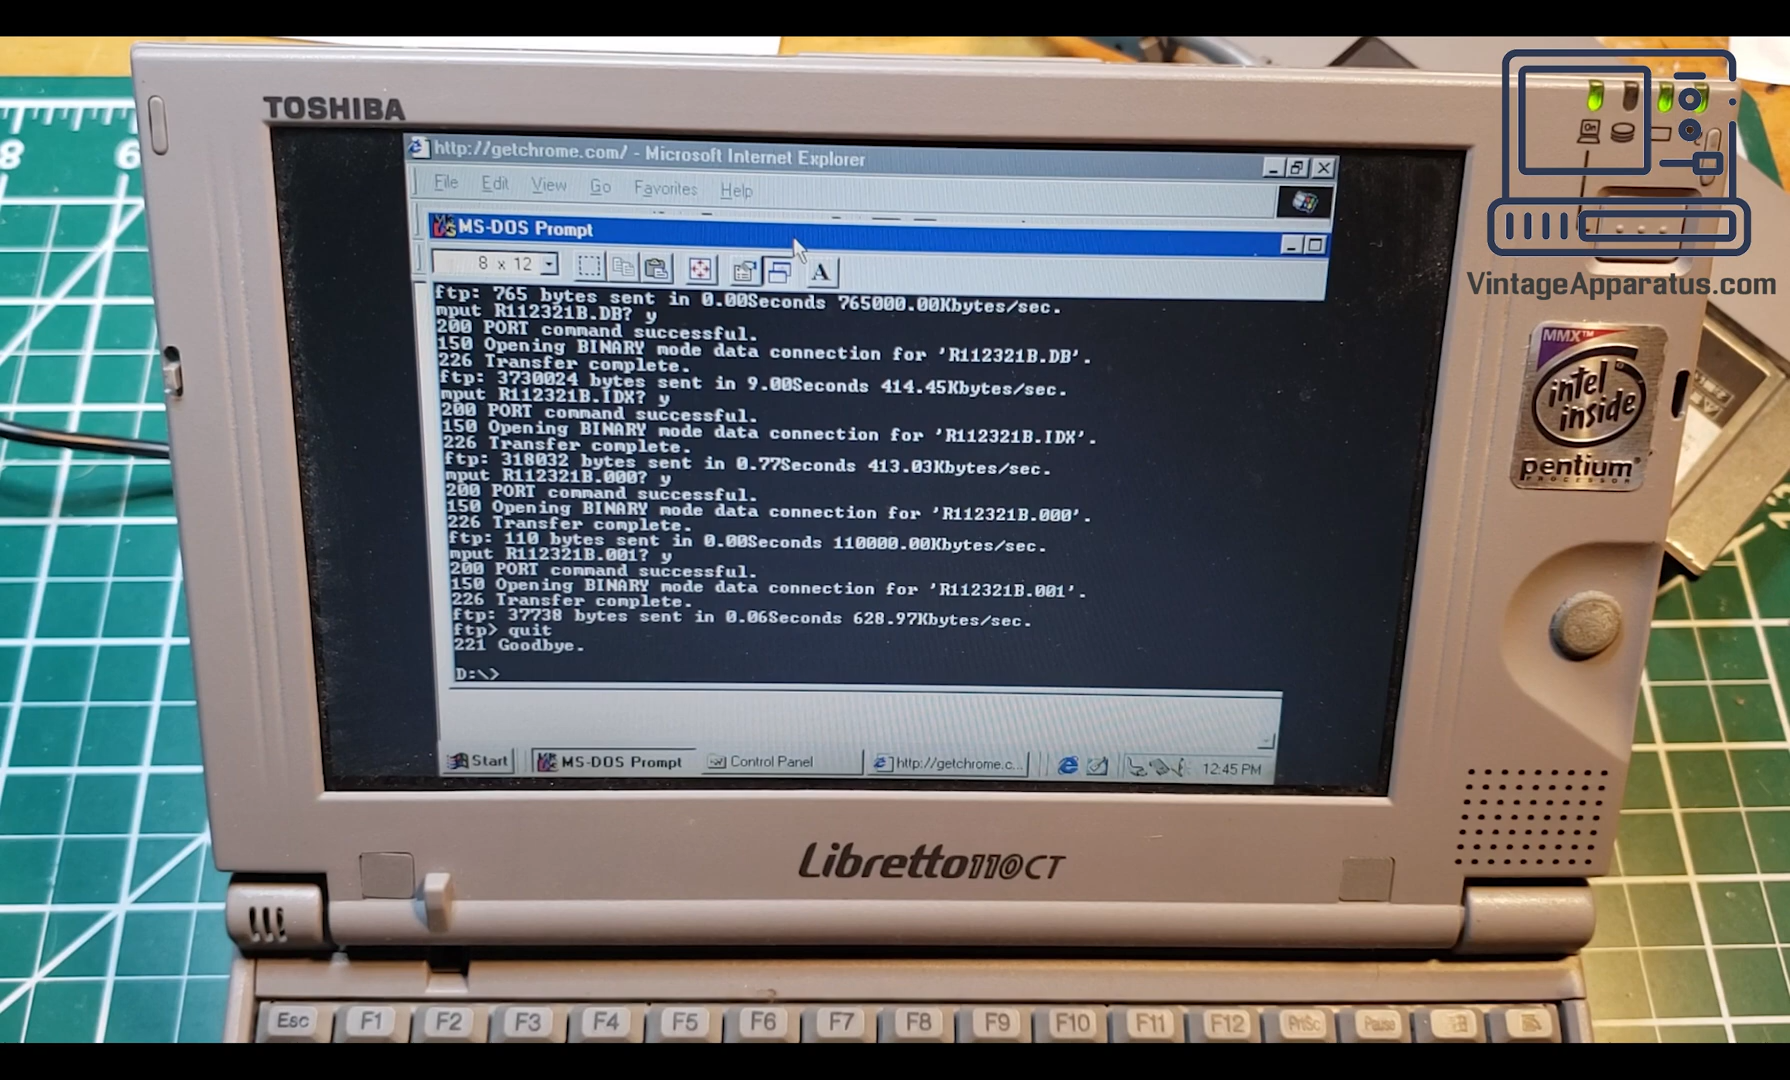 TOSHIBA
http://getchrome.com/ - Microsoft Internet Explorer
File Edit View Go Favorites Help
MS-DOS Prompt
8 x 12
A
ftp: 765 bytes sent in 0.00Seconds 765000.00Kbytes/sec.
mput R112321B.DB? y
200 PORT command successful.
150 Opening BINARY mode data connection for 'R112321B.DB'.
226 Transfer complete.
ftp: 3730024 bytes sent in 9.00Seconds 414.45Kbytes/sec.
mput R112321B.IDX? y
200 PORT command successful.
150 Opening BINARY mode data connection for 'R112321B.IDX'.
226 Transfer complete.
ftp: 318032 bytes sent in 0.77Seconds 413.03Kbytes/sec.
mput R112321B.000? y
200 PORT command successful.
150 Opening BINARY mode data connection for 'R112321B.000'.
226 Transfer complete.
ftp: 110 bytes sent in 0.00Seconds 110000.00Kbytes/sec.
mput R112321B.001? y
200 PORT command successful.
150 Opening BINARY mode data connection for 'R112321B.001'.
226 Transfer complete.
ftp: 37738 bytes sent in 0.06Seconds 628.97Kbytes/sec.
ftp> quit
221 Goodbye.
D:\>
Start MS-DOS Prompt Control Panel http://getchrome.c... 12:45 PM
Libretto110CT
VintageApparatus.com
On
MMX™
intel
inside
pentium®
PROCESSOR
8 6
Esc F1 F2 F3 F4 F5 F6 F7 F8 F9 F10 F11 F12 PrtSc Pause